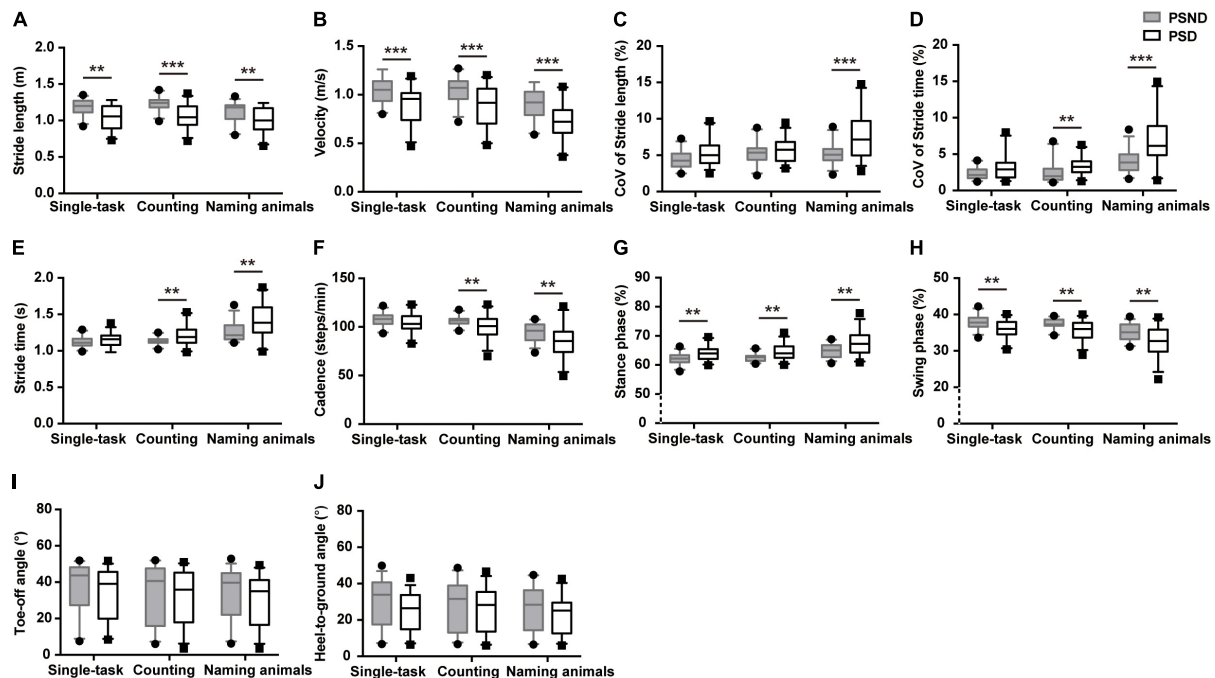 A
B
C
D
PSND
PSD
Stride length (m)
2.0
1.5
1.0
0.5
**
***
**
Single-task Counting Naming animals
Velocity (m/s)
1.5
1.0
0.5
0.0
***
***
***
Single-task Counting Naming animals
CoV of Stride length (%)
20
15
10
5
0
***
Single-task Counting Naming animals
CoV of Stride time (%)
20
15
10
5
0
**
***
Single-task Counting Naming animals
E
F
G
H
Stride time (s)
2.0
1.5
1.0
0.5
0.0
**
**
Single-task Counting Naming animals
Cadence (steps/min)
150
100
50
0
**
**
Single-task Counting Naming animals
Stance phase (%)
90
80
70
60
50
0
**
**
**
Single-task Counting Naming animals
Swing phase (%)
50
40
30
20
0
**
**
**
Single-task Counting Naming animals
I
J
Toe-off angle (°)
80
60
40
20
0
Single-task Counting Naming animals
Heel-to-ground angle (°)
80
60
40
20
0
Single-task Counting Naming animals